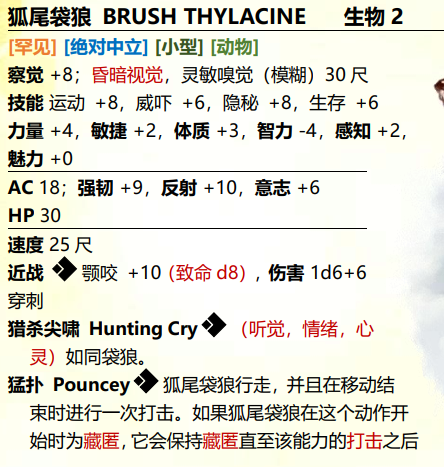 狐尾袋狼 BRUSH THYLACINE 生物 2
[罕见] [绝对中立] [小型] [动物]
察觉 +8；昏暗视觉，灵敏嗅觉（模糊）30 尺
技能 运动 +8，威吓 +6，隐秘 +8，生存 +6
力量 +4，敏捷 +2，体质 +3，智力 -4，感知 +2，
魅力 +0
AC 18；强韧 +9，反射 +10，意志 +6
HP 30
速度 25 尺
近战 ◆ 颚咬 +10（致命 d8），伤害 1d6+6
穿刺
猎杀尖啸 Hunting Cry ◆ （听觉，情绪，心
灵）如同袋狼。
猛扑 Pouncey ◆ 狐尾袋狼行走，并且在移动结
束时进行一次打击。如果狐尾袋狼在这个动作开
始时为藏匿，它会保持藏匿直至该能力的打击之后